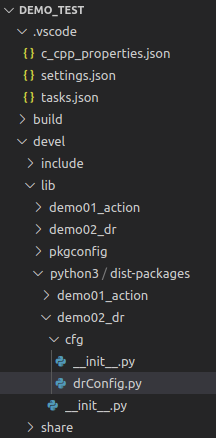 DEMO_TEST
.vscode
c_cpp_properties.json
settings.json
tasks.json
build
devel
include
lib
demo01_action
demo02_dr
pkgconfig
python3 / dist-packages
demo01_action
demo02_dr
cfg
__init__.py
drConfig.py
__init__.py
share